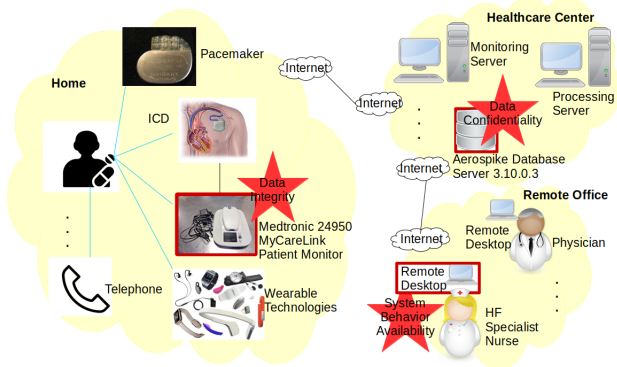 Healthcare Center
Pacemaker
Internet
Monitoring
Server
Home
Processing
Server
Internet
ICD
Data
Confidentiality
Aerospike Database
Server 3.10.0.3
Internet
Data
Integrity
Remote Office
Medtronic 24950
MyCareLink
Patient Monitor
Internet
Remote
Desktop
Physician
Telephone
Wearable
Technologies
Remote
Desktop
System
Behavior
Availability
HF
Specialist
Nurse